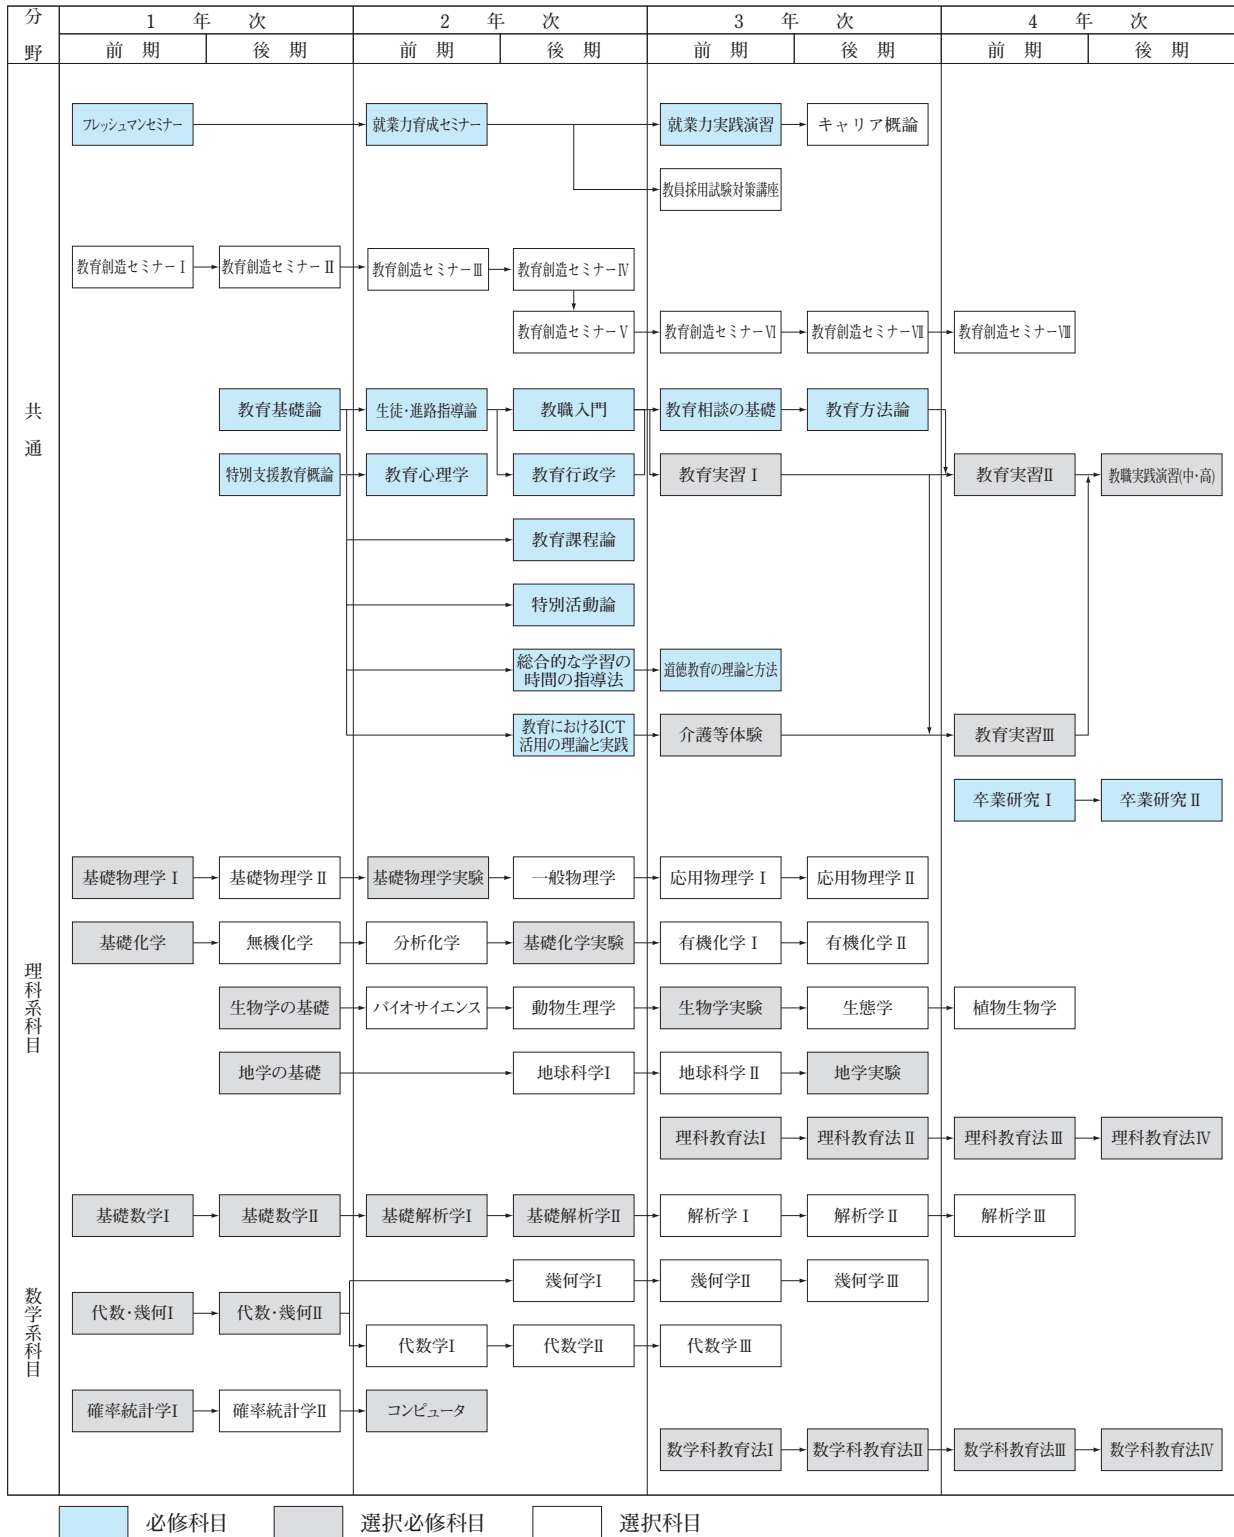 分野
1 年 次
2 年 次
3 年 次
4 年 次
前 期
後 期
前 期
後 期
前 期
後 期
前 期
後 期
共通
フレッシュマンセミナー
就業力育成セミナー
就業力実践演習
キャリア概論
教員採用試験対策講座
教育創造セミナーⅠ
教育創造セミナーⅡ
教育創造セミナーⅢ
教育創造セミナーⅣ
教育創造セミナーⅤ
教育創造セミナーⅥ
教育創造セミナーⅦ
教育創造セミナーⅧ
教育基礎論
生徒・進路指導論
教職入門
教育相談の基礎
教育方法論
特別支援教育概論
教育心理学
教育行政学
教育実習Ⅰ
教育実習Ⅱ
教職実践演習(中・高)
教育課程論
特別活動論
総合的な学習の
時間の指導法
道徳教育の理論と方法
教育におけるICT
活用の理論と実践
介護等体験
教育実習Ⅲ
卒業研究Ⅰ
卒業研究Ⅱ
理科系科目
基礎物理学Ⅰ
基礎物理学Ⅱ
基礎物理学実験
一般物理学
応用物理学Ⅰ
応用物理学Ⅱ
基礎化学
無機化学
分析化学
基礎化学実験
有機化学Ⅰ
有機化学Ⅱ
生物学の基礎
バイオサイエンス
動物生理学
生物学実験
生態学
植物生物学
地学の基礎
地球科学Ⅰ
地球科学Ⅱ
地学実験
理科教育法Ⅰ
理科教育法Ⅱ
理科教育法Ⅲ
理科教育法Ⅳ
数学系科目
基礎数学Ⅰ
基礎数学Ⅱ
基礎解析学Ⅰ
基礎解析学Ⅱ
解析学Ⅰ
解析学Ⅱ
解析学Ⅲ
幾何学Ⅰ
幾何学Ⅱ
幾何学Ⅲ
代数・幾何Ⅰ
代数・幾何Ⅱ
代数学Ⅰ
代数学Ⅱ
代数学Ⅲ
確率統計学Ⅰ
確率統計学Ⅱ
コンピュータ
数学科教育法Ⅰ
数学科教育法Ⅱ
数学科教育法Ⅲ
数学科教育法Ⅳ
必修科目
選択必修科目
選択科目